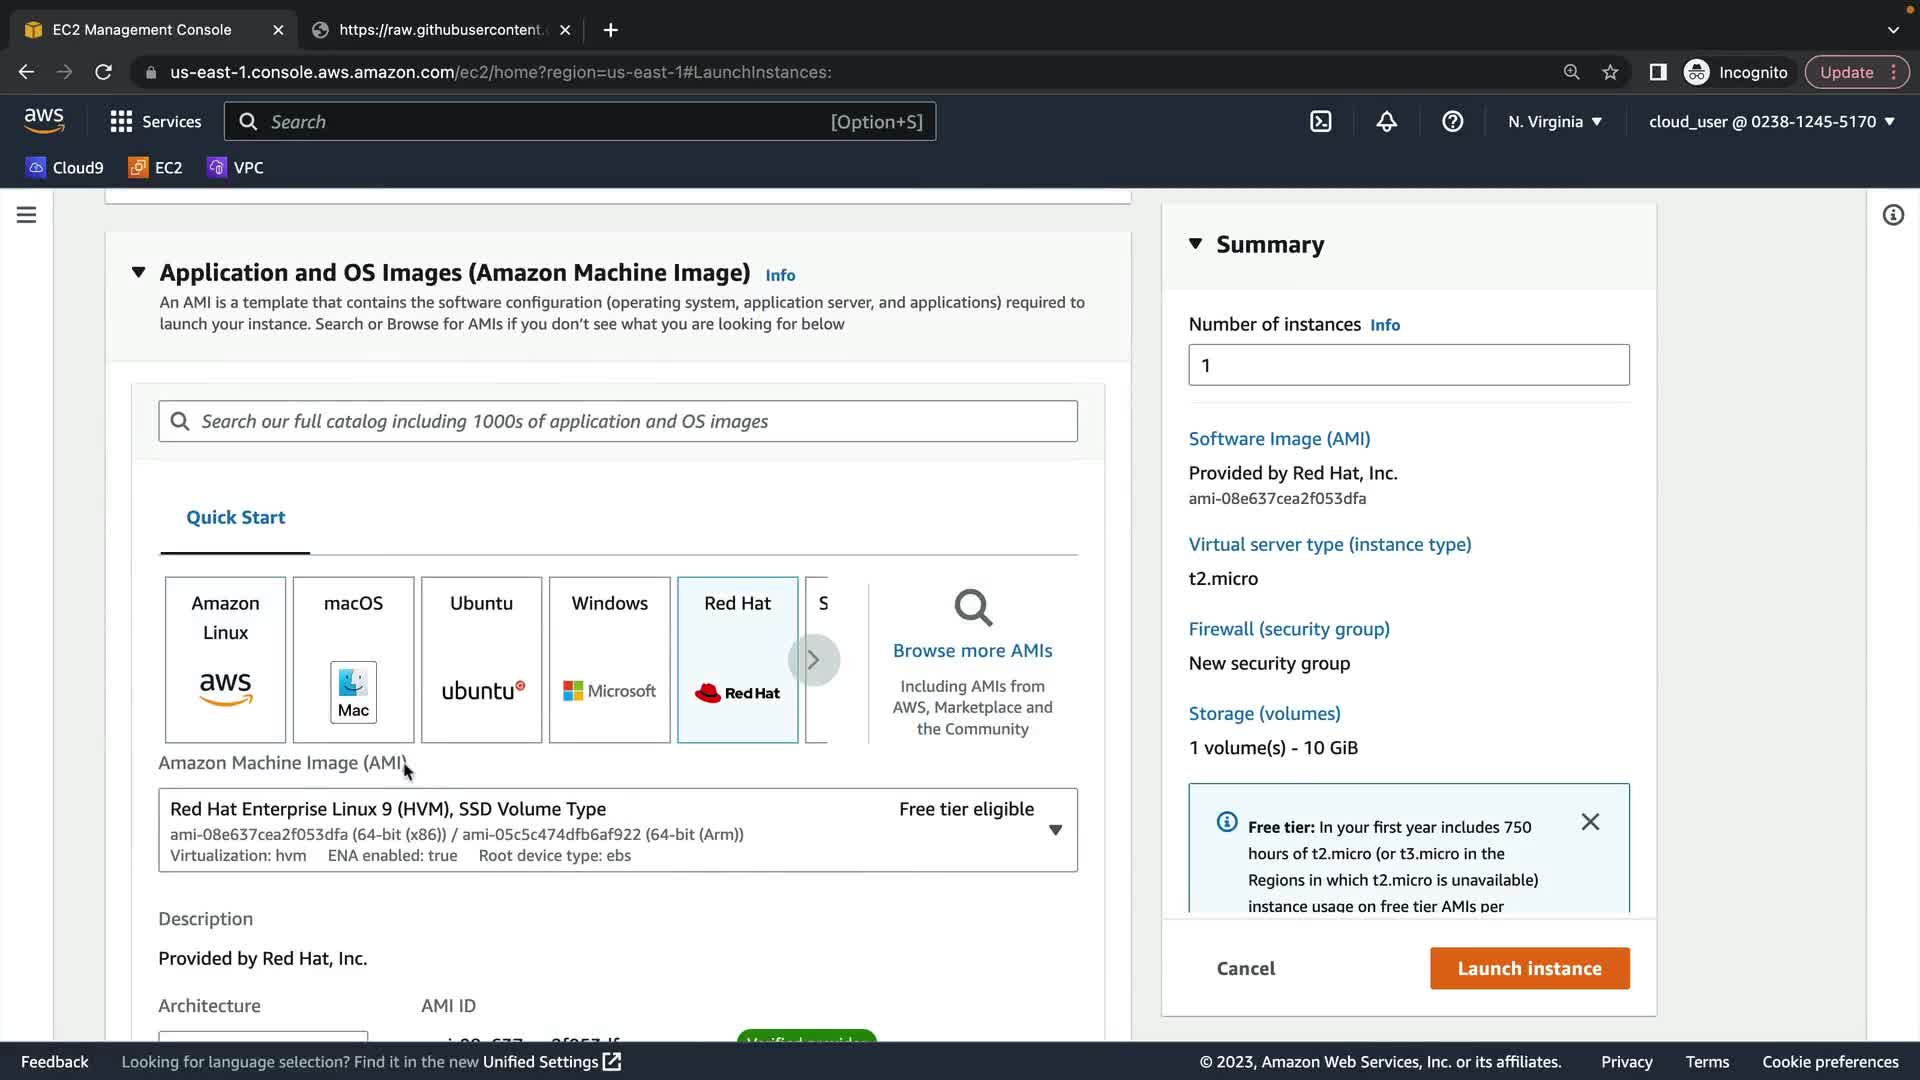 EC2 Management Console
https://raw.githubusercontent.
us-east-1.console.aws.amazon.com/ec2/home?region=us-east-1#LaunchInstances:
Incognito
Update
aws
Services
Search
[Option+S]
N. Virginia
cloud_user @ 0238-1245-5170
Cloud9
EC2
VPC
Application and OS Images (Amazon Machine Image) Info
An AMI is a template that contains the software configuration (operating system, application server, and applications) required to
launch your instance. Search or Browse for AMIs if you don't see what you are looking for below
Search our full catalog including 1000s of application and OS images
Quick Start
Amazon
Linux
aws
macOS
Mac
Ubuntu
ubuntu
Windows
Microsoft
Red Hat
Red Hat
S
Browse more AMIs
Including AMIs from
AWS, Marketplace and
the Community
Amazon Machine Image (AMI)
Red Hat Enterprise Linux 9 (HVM), SSD Volume Type
Free tier eligible
ami-08e637cea2f053dfa (64-bit (x86)) / ami-05c5c474dfb6af922 (64-bit (Arm))
Virtualization: hvm ENA enabled: true Root device type: ebs
Description
Provided by Red Hat, Inc.
Architecture
AMI ID
Summary
Number of instances Info
1
Software Image (AMI)
Provided by Red Hat, Inc.
ami-08e637cea2f053dfa
Virtual server type (instance type)
t2.micro
Firewall (security group)
New security group
Storage (volumes)
1 volume(s) - 10 GiB
Free tier: In your first year includes 750
hours of t2.micro (or t3.micro in the
Regions in which t2.micro is unavailable)
instance usage on free tier AMIs per
Cancel
Launch instance
Feedback
Looking for language selection? Find it in the new Unified Settings
© 2023, Amazon Web Services, Inc. or its affiliates.
Privacy
Terms
Cookie preferences